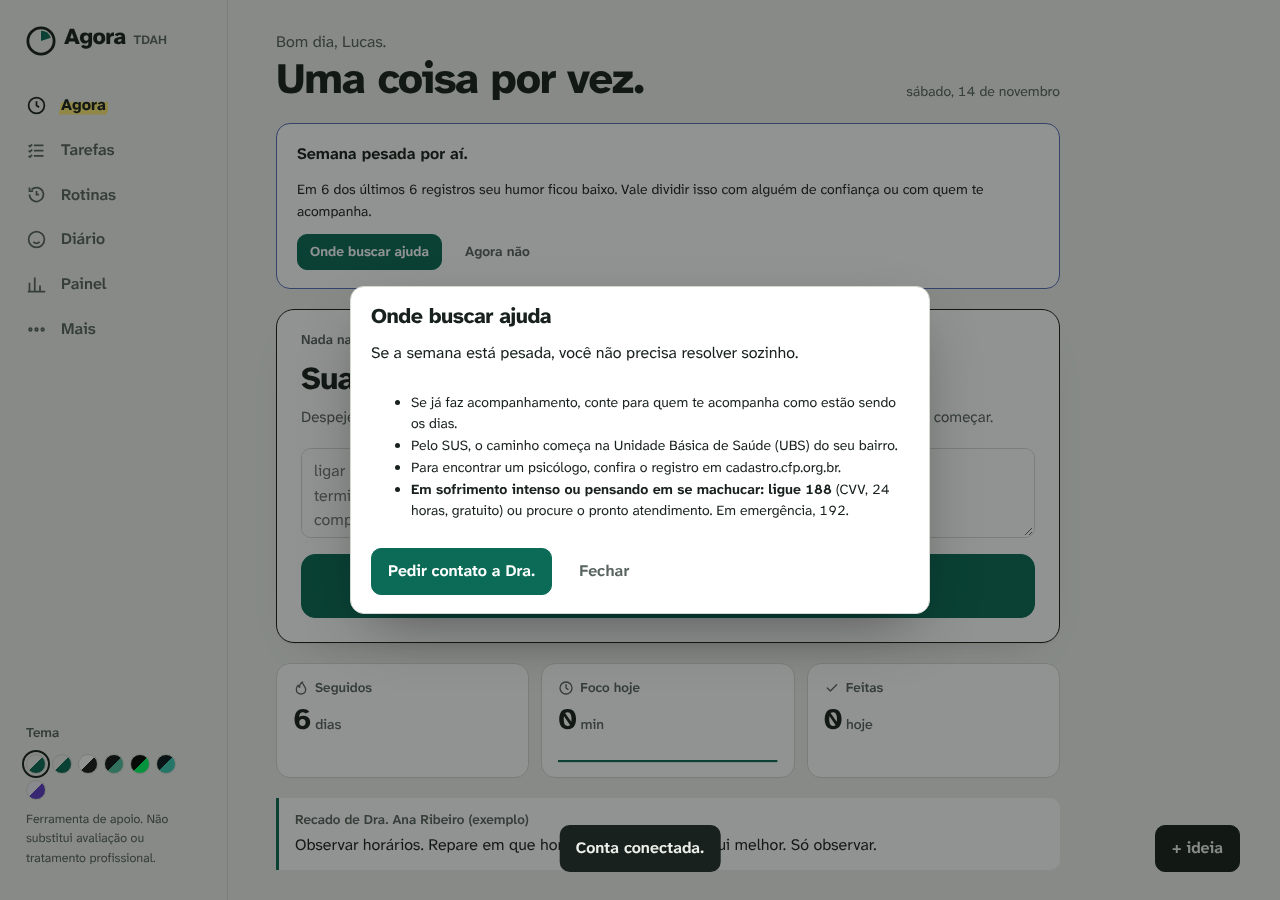 Agora TDAH
Agora
Tarefas
Rotinas
Diário
Painel
Mais
Tema
Ferramenta de apoio. Não
substitui avaliação ou
tratamento profissional.
Bom dia, Lucas.
Uma coisa por vez.
sábado, 14 de novembro
Semana pesada por aí.
Em 6 dos últimos 6 registros seu humor ficou baixo. Vale dividir isso com alguém de confiança ou com quem te
acompanha.
Onde buscar ajuda
Agora não
Nada
Sua
começar.
ligar
Onde buscar ajuda
Se a semana está pesada, você não precisa resolver sozinho.
Se já faz acompanhamento, conte para quem te acompanha como estão sendo
os dias.
Pelo SUS, o caminho começa na Unidade Básica de Saúde (UBS) do seu bairro.
Para encontrar um psicólogo, confira o registro em cadastro.cfp.org.br.
Em sofrimento intenso ou pensando em se machucar: ligue 188 (CVV, 24
horas, gratuito) ou procure o pronto atendimento. Em emergência, 192.
Pedir contato a Dra.
Fechar
Seguidos
6 dias
Foco hoje
0 min
Feitas
0 hoje
Recado de Dra. Ana Ribeiro (exemplo)
Observar horários. Repare em que melhor. Só observar.
Conta conectada.
+ ideia